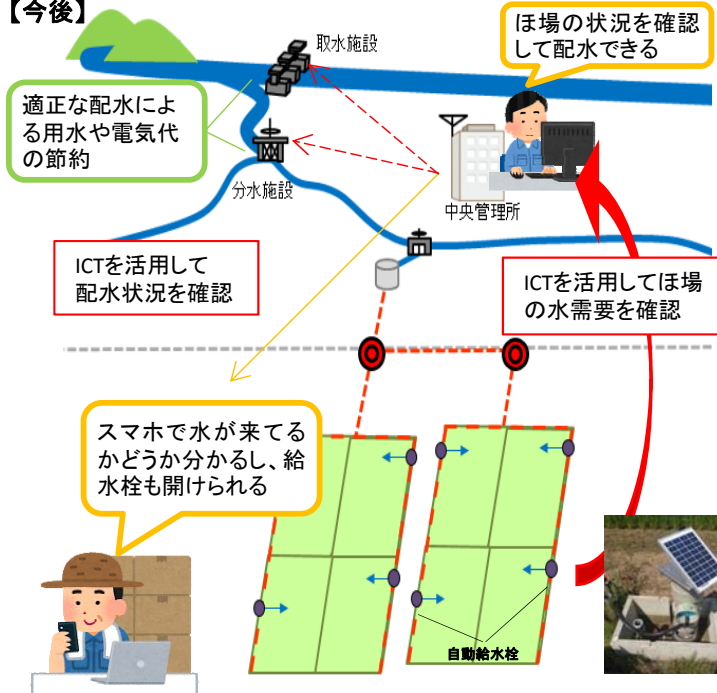 【今後】
取水施設
ほ場の状況を確認
して配水できる
適正な配水によ
る用水や電気代
の節約
分水施設
中央管理所
ICTを活用して
配水状況を確認
ICTを活用してほ場
の水需要を確認
スマホで水が来てる
かどうか分かるし、給
水栓も開けられる
自動給水栓